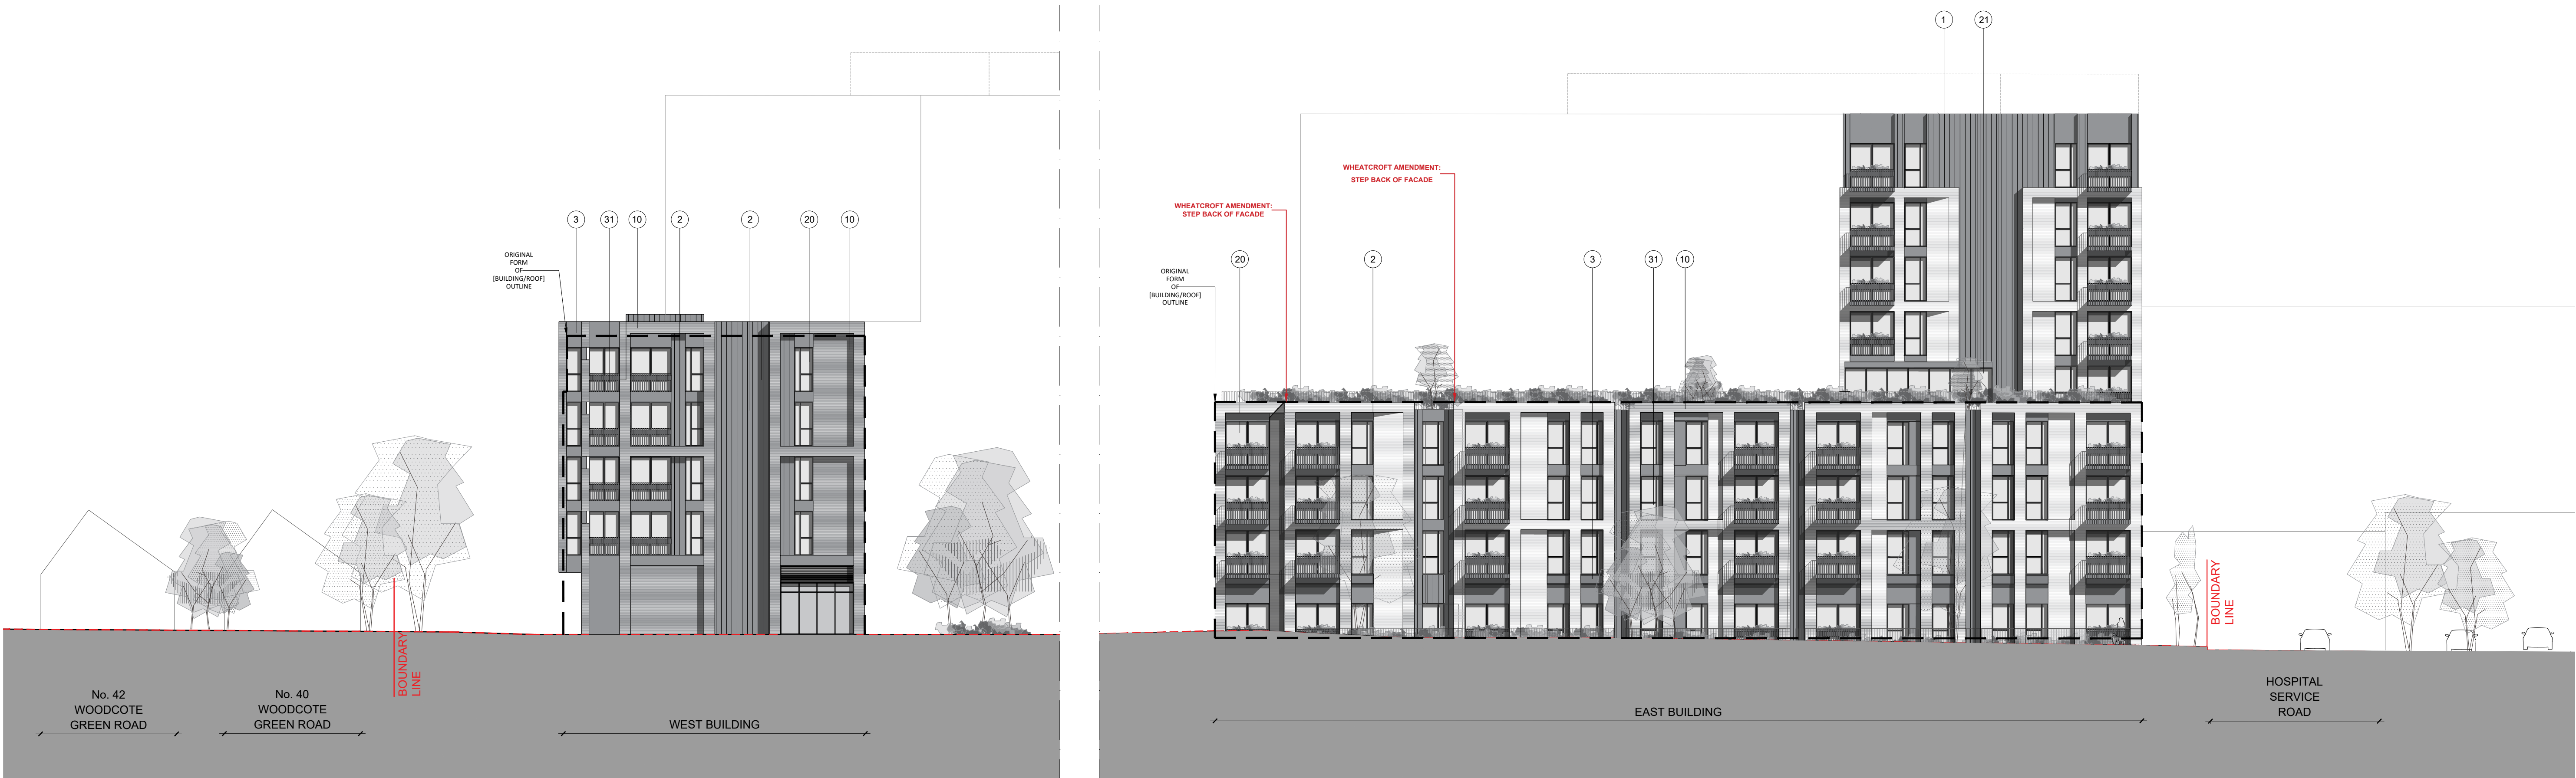 1
21
WHEATCROFT AMENDMENT:
STEP BACK OF FACADE
WHEATCROFT AMENDMENT:
STEP BACK OF FACADE
3
31
10
2
2
20
10
ORIGINAL
FORM
OF
[BUILDING/ROOF]
OUTLINE
20
2
3
31
10
ORIGINAL
FORM
OF
[BUILDING/ROOF]
OUTLINE
BOUNDARY
LINE
BOUNDARY
LINE
No. 42
WOODCOTE
GREEN ROAD
No. 40
WOODCOTE
GREEN ROAD
WEST BUILDING
EAST BUILDING
HOSPITAL
SERVICE
ROAD